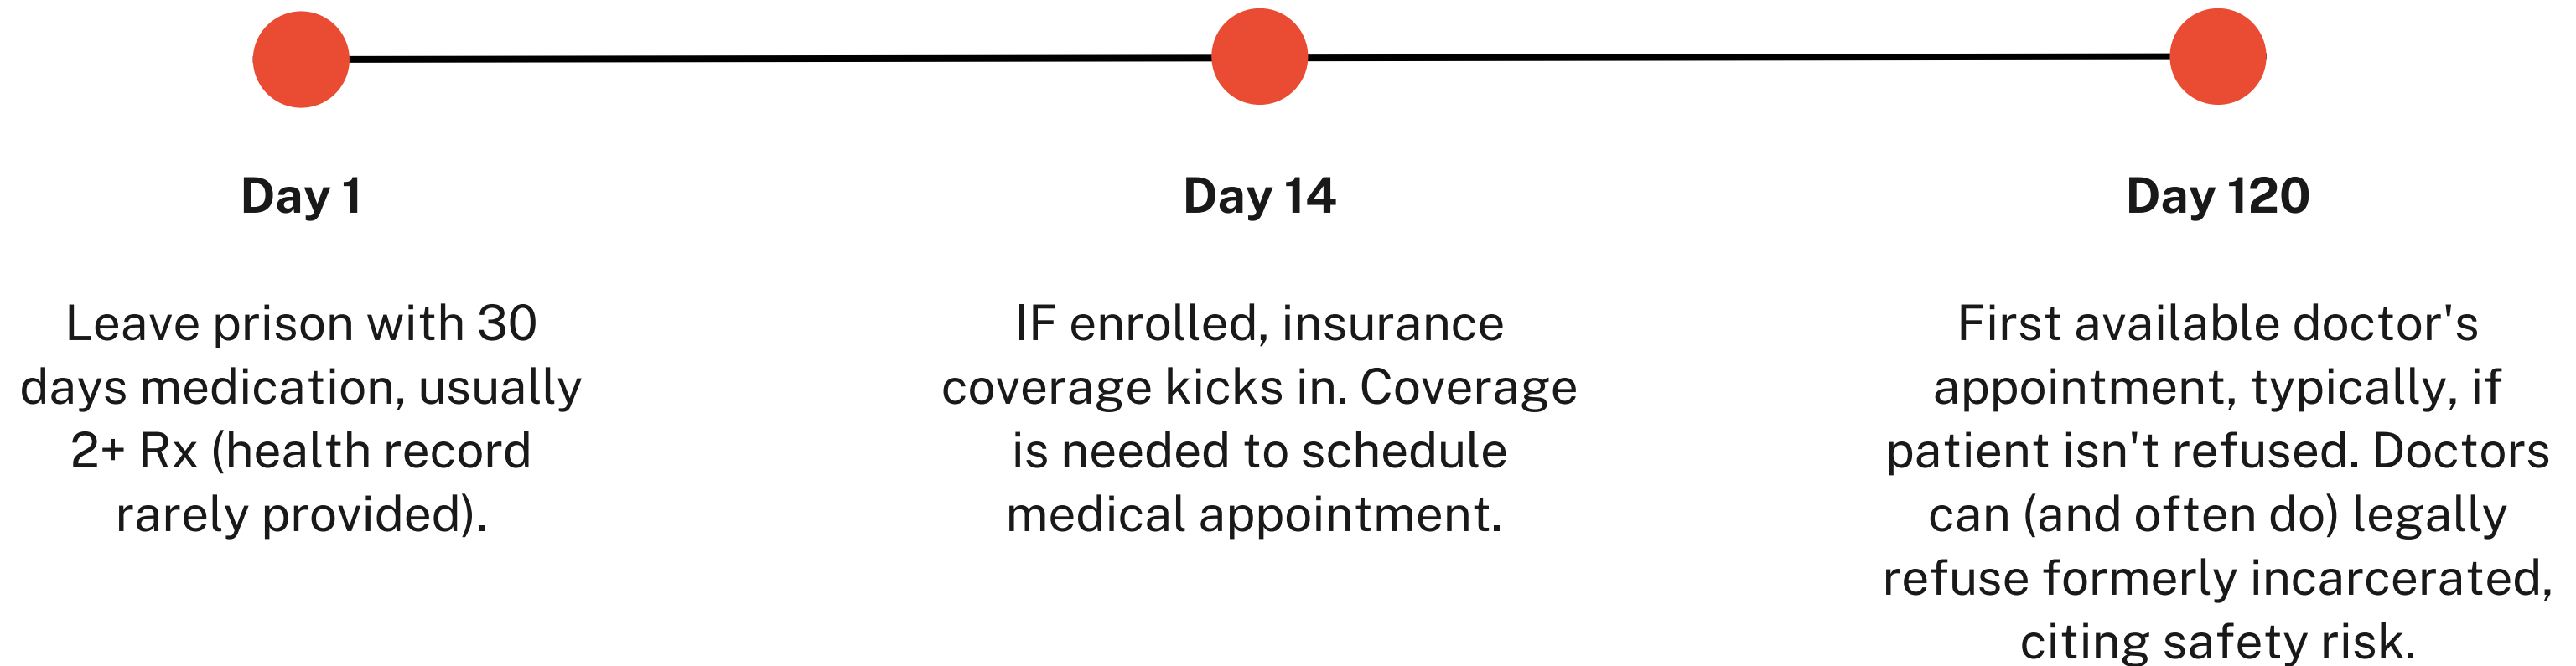 Day 1
Leave prison with 30
days medication, usually
2+ Rx (health record
rarely provided).
Day 14
IF enrolled, insurance
coverage kicks in. Coverage
is needed to schedule
medical appointment.
Day 120
First available doctor's
appointment, typically, if
patient isn't refused. Doctors
can (and often do) legally
refuse formerly incarcerated,
citing safety risk.